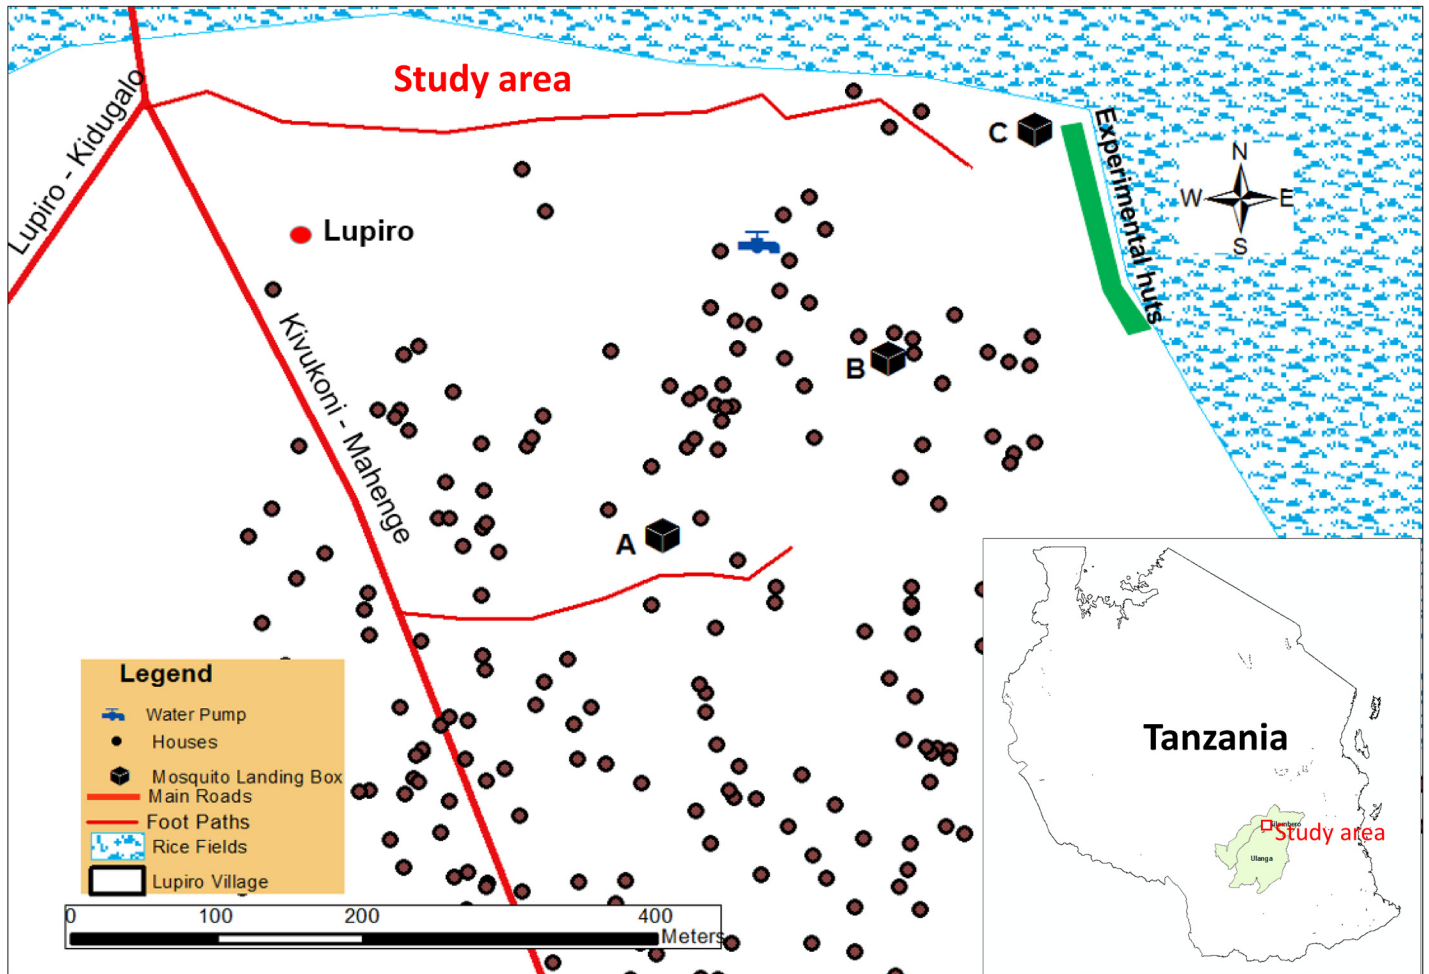 Study area
Lupiro - Kidugalo
C
Experimental huts
N
W E
S
Lupiro
Kivukoni - Mahenge
B
A
Legend
Water Pump
Houses
Mosquito Landing Box
Main Roads
Foot Paths
Rice Fields
Lupiro Village
0 100 200 400
Meters
Tanzania
Study area
Ulanga